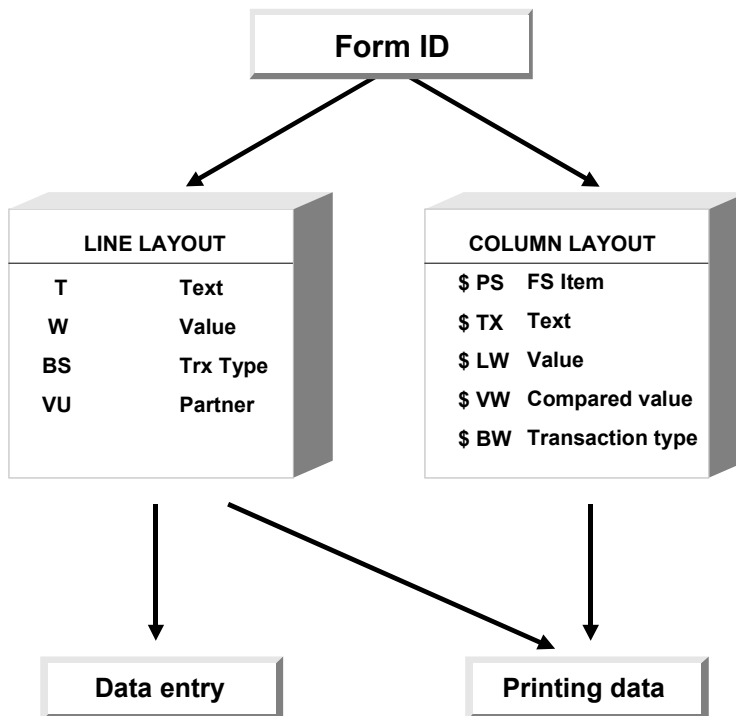 Form ID
LINE LAYOUT
T Text
W Value
BS Trx Type
VU Partner
COLUMN LAYOUT
$ PS FS Item
$ TX Text
$ LW Value
$ VW Compared value
$ BW Transaction type
Data entry
Printing data